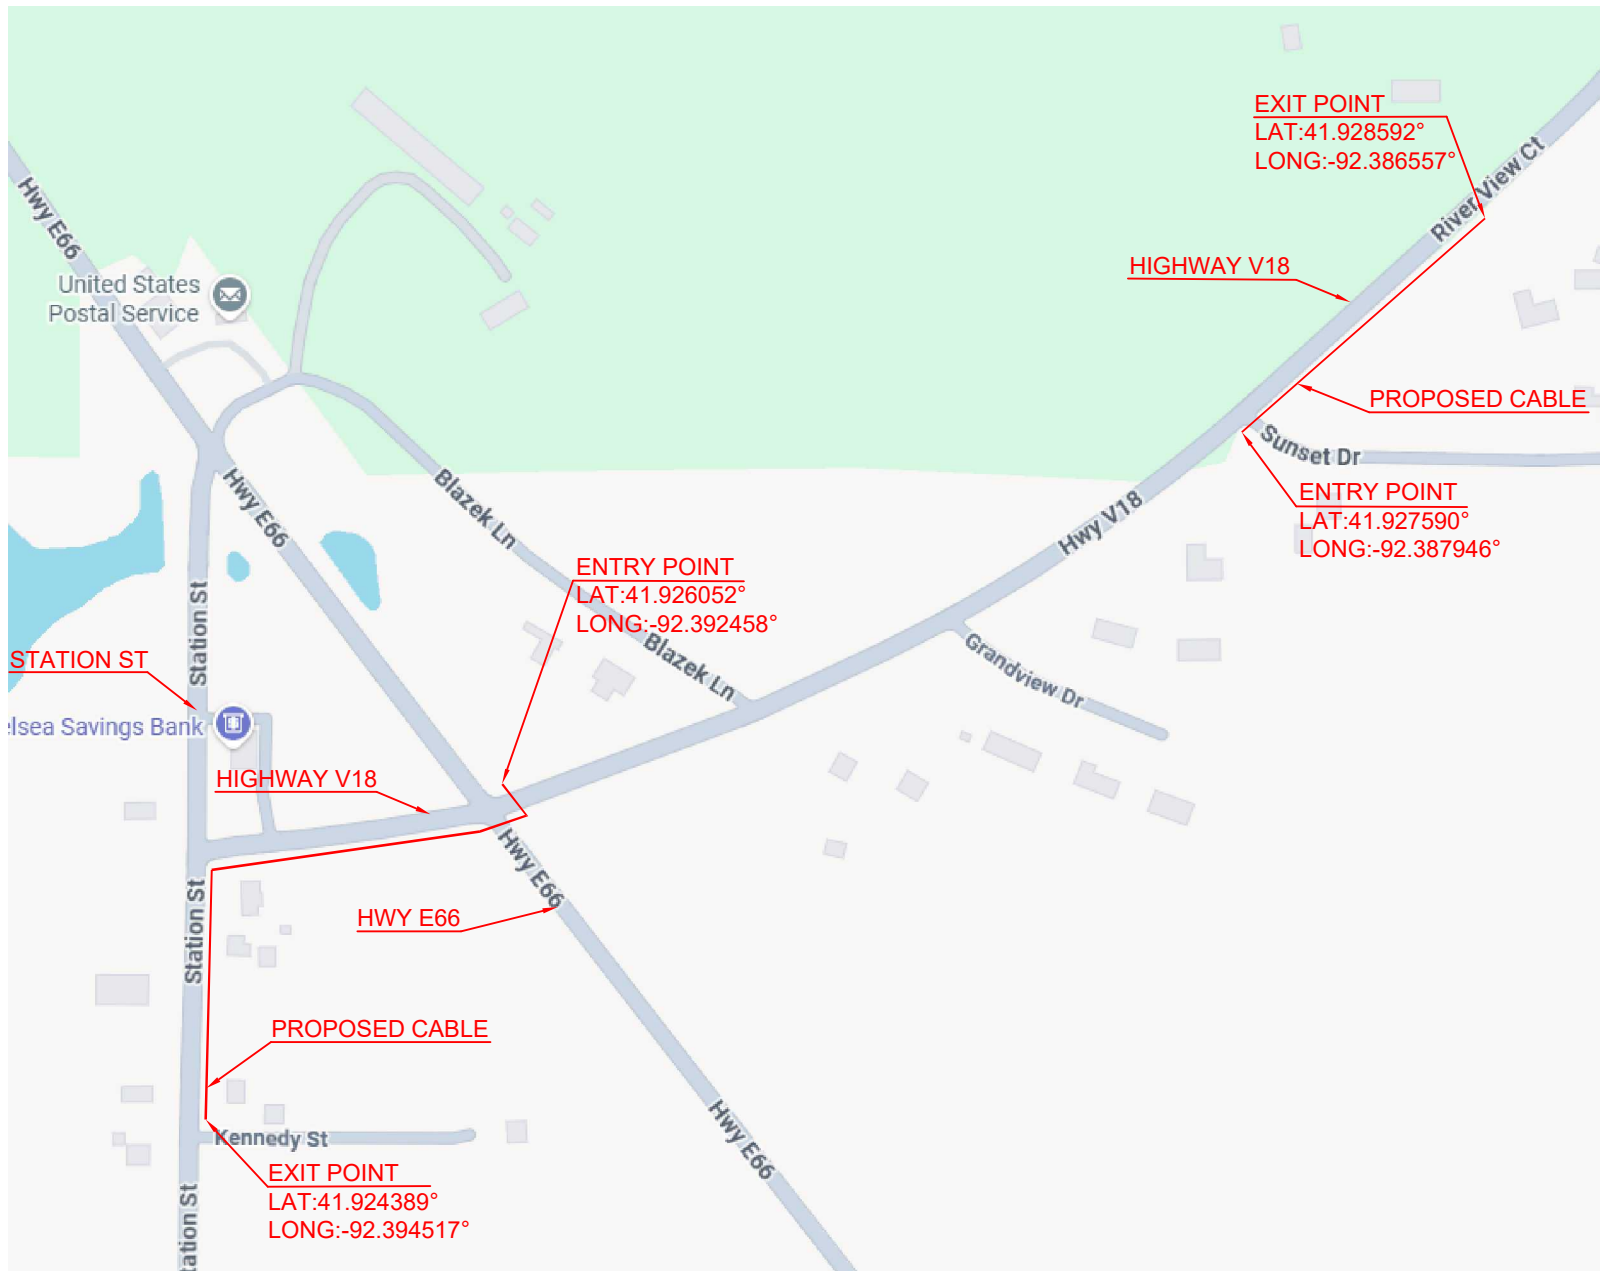 EXIT POINT
LAT:41.928592°
LONG:-92.386557°
River View Ct
Hwy E66
HIGHWAY V18
United States
Postal Service
PROPOSED CABLE
Sunset Dr
Hwy E66
Blazek Ln
ENTRY POINT
LAT:41.927590°
LONG:-92.387946°
Hwy V18
ENTRY POINT
LAT:41.926052°
LONG:-92.392458°
Station St
STATION ST
Blazek Ln
Grandview Dr
elsea Savings Bank
HIGHWAY V18
Hwy E66
HWY E66
Station St
PROPOSED CABLE
Kennedy St
Hwy E66
EXIT POINT
LAT:41.924389°
LONG:-92.394517°
tation St